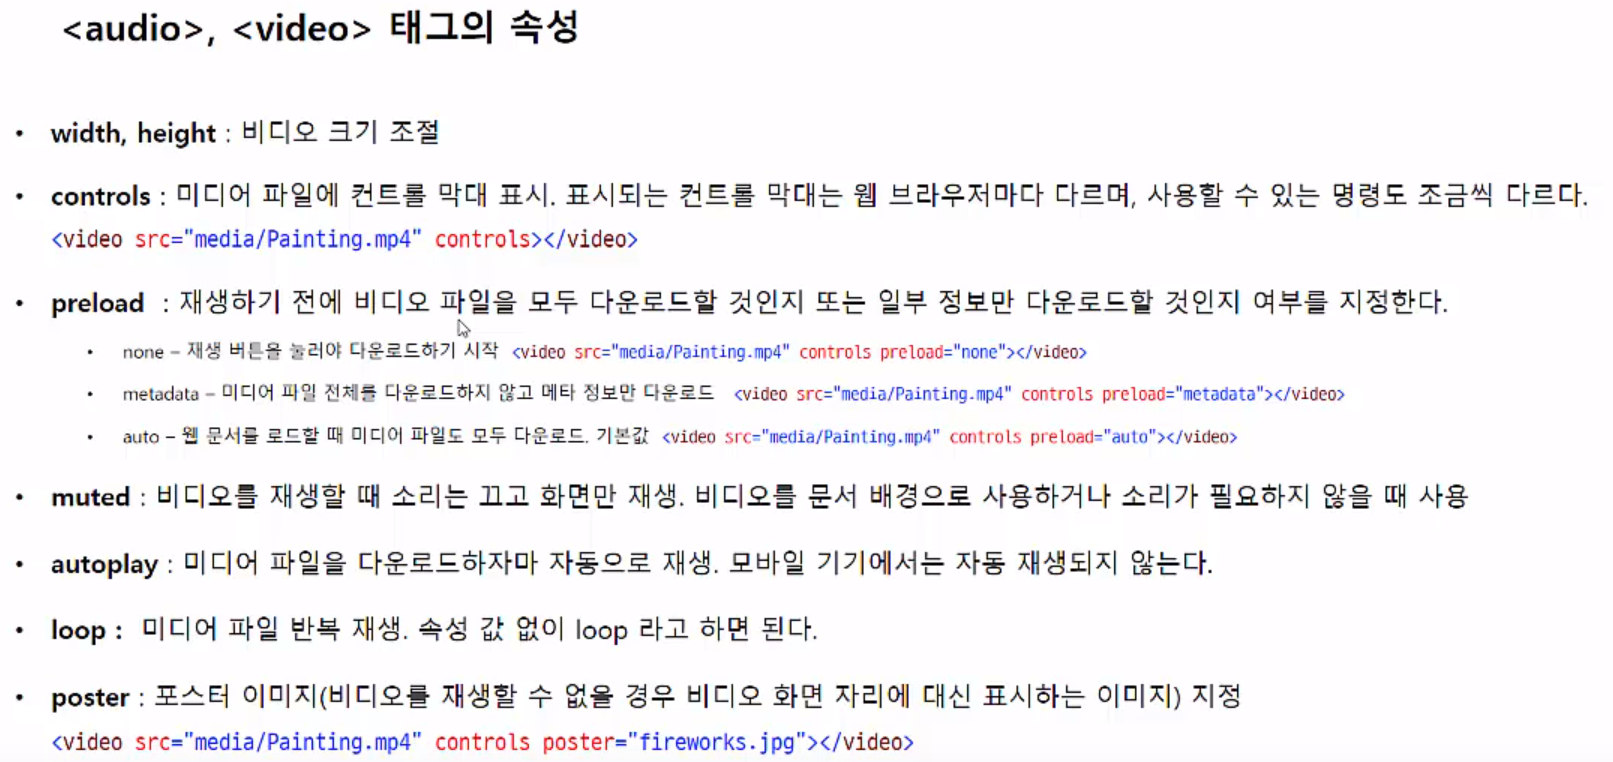 <audio>, <video> 태그의 속성
• width, height : 비디오 크기 조절
• controls : 미디어 파일에 컨트롤 막대 표시. 표시되는 컨트롤 막대는 웹 브라우저마다 다르며, 사용할 수 있는 명령도 조금씩 다르다.
<video src="media/Painting.mp4" controls></video>
• preload : 재생하기 전에 비디오 파일을 모두 다운로드할 것인지 또는 일부 정보만 다운로드할 것인지 여부를 지정한다.
• none – 재생 버튼을 눌러야 다운로드하기 시작 <video src="media/Painting.mp4" controls preload="none"></video>
• metadata – 미디어 파일 전체를 다운로드하지 않고 메타 정보만 다운로드 <video src="media/Painting.mp4" controls preload="metadata"></video>
• auto – 웹 문서를 로드할 때 미디어 파일도 모두 다운로드. 기본값 <video src="media/Painting.mp4" controls preload="auto"></video>
• muted : 비디오를 재생할 때 소리는 끄고 화면만 재생. 비디오를 문서 배경으로 사용하거나 소리가 필요하지 않을 때 사용
• autoplay : 미디어 파일을 다운로드하자마 자동으로 재생. 모바일 기기에서는 자동 재생되지 않는다.
• loop : 미디어 파일 반복 재생. 속성 값 없이 loop 라고 하면 된다.
• poster : 포스터 이미지(비디오를 재생할 수 없을 경우 비디오 화면 자리에 대신 표시하는 이미지) 지정
<video src="media/Painting.mp4" controls poster="fireworks.jpg"></video>